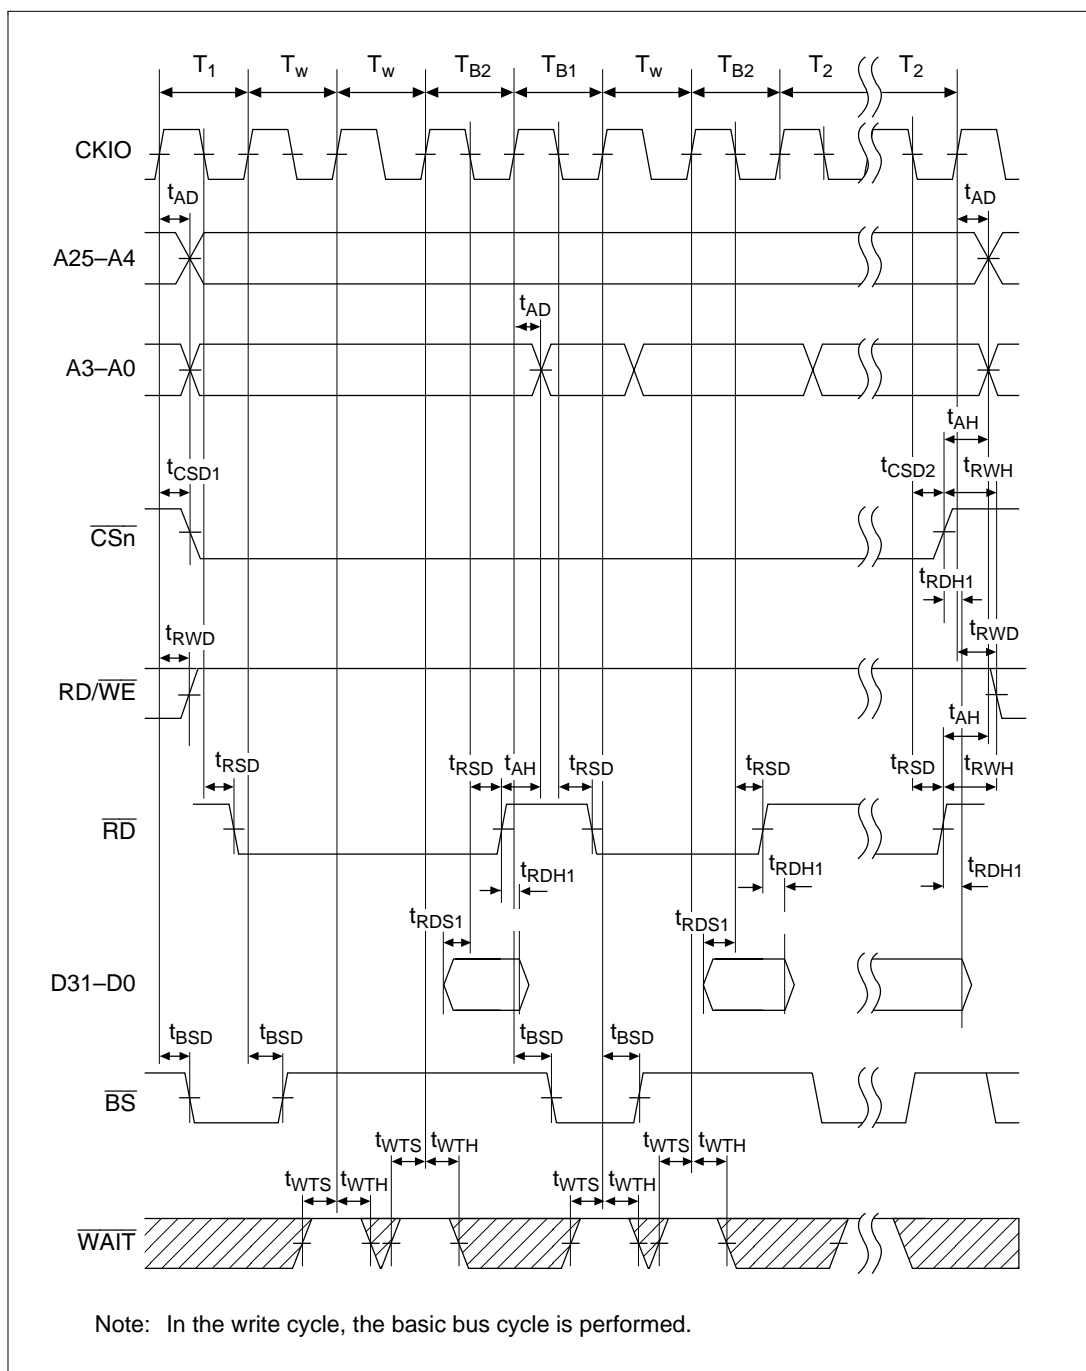 T1 Tw Tw TB2 TB1 Tw TB2 T2 T2
CKIO
tAD tAD
A25–A4
tAD
A3–A0
tAH
tCSD1 tCSD2 tRWH
CSn
tRDH1
tRWD tRWD
RD/WE
tAH
tRSD tRSD tAH tRSD tRSD tRSD tRWH
RD
tRDH1 tRDH1 tRDH1
tRDS1 tRDS1
D31–D0
tBSD tBSD tBSD tBSD
BS
tWTS tWTH tWTS tWTH
tWTS tWTH tWTS tWTH
WAIT
Note: In the write cycle, the basic bus cycle is performed.